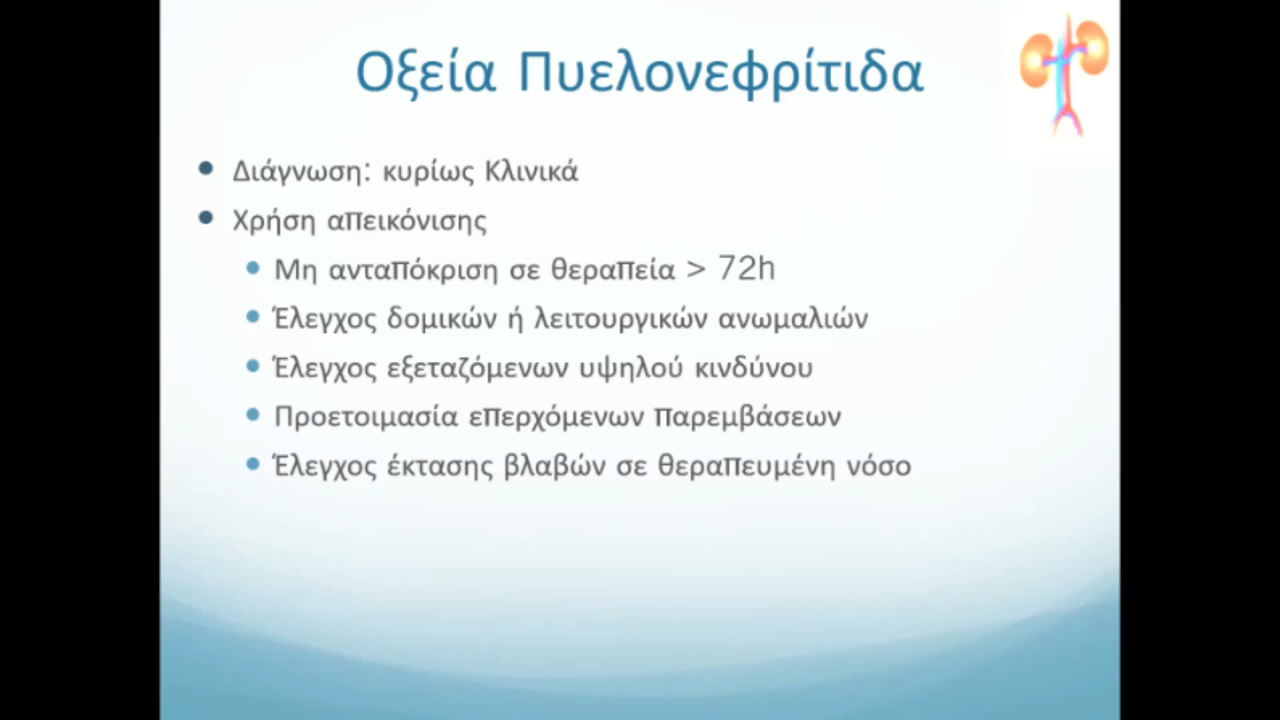 Οξεία Πυελονεφρίτιδα
Διάγνωση: κυρίως Κλινικά
Χρήση απεικόνισης
Μη ανταπόκριση σε θεραπεία > 72h
Έλεγχος δομικών ή λειτουργικών ανωμαλιών
Έλεγχος εξεταζόμενων υψηλού κινδύνου
Προετοιμασία επερχόμενων παρεμβάσεων
Έλεγχος έκτασης βλαβών σε θεραπευμένη νόσο